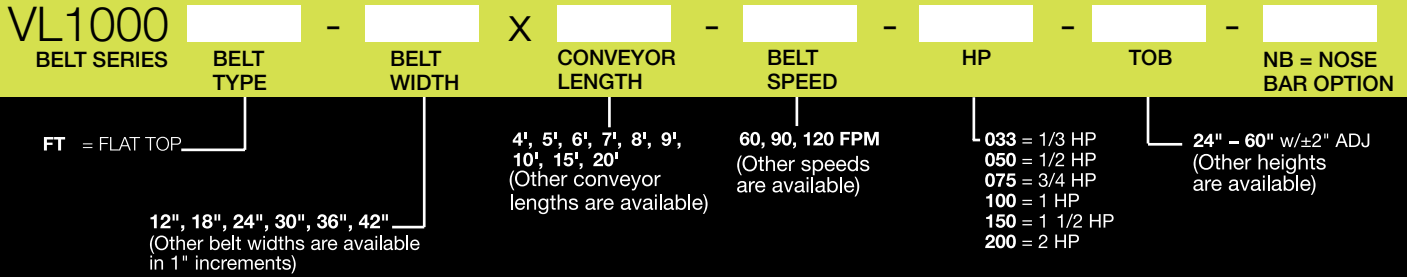 VL1000 - X - - - -
BELT SERIES
BELT
TYPE
BELT
WIDTH
CONVEYOR
LENGTH
BELT
SPEED
HP
TOB
NB = NOSE
BAR OPTION
FT = FLAT TOP
12", 18", 24", 30", 36", 42"
(Other belt widths are available
in 1" increments)
4', 5', 6', 7', 8', 9',
10', 15', 20'
(Other conveyor
lengths are available)
60, 90, 120 FPM
(Other speeds
are available)
033 = 1/3 HP
050 = 1/2 HP
075 = 3/4 HP
100 = 1 HP
150 = 1 1/2 HP
200 = 2 HP
24" – 60" w/±2" ADJ
(Other heights
are available)